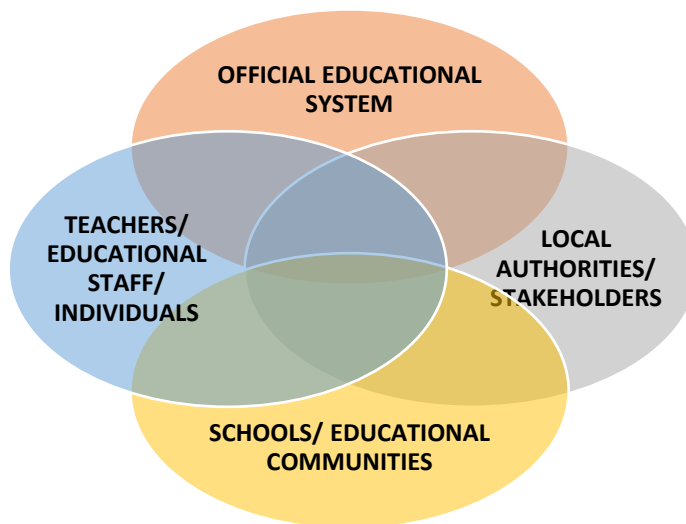 OFFICIAL EDUCATIONAL
SYSTEM
TEACHERS/
EDUCATIONAL
STAFF/
INDIVIDUALS
LOCAL
AUTHORITIES/
STAKEHOLDERS
SCHOOLS/ EDUCATIONAL
COMMUNITIES